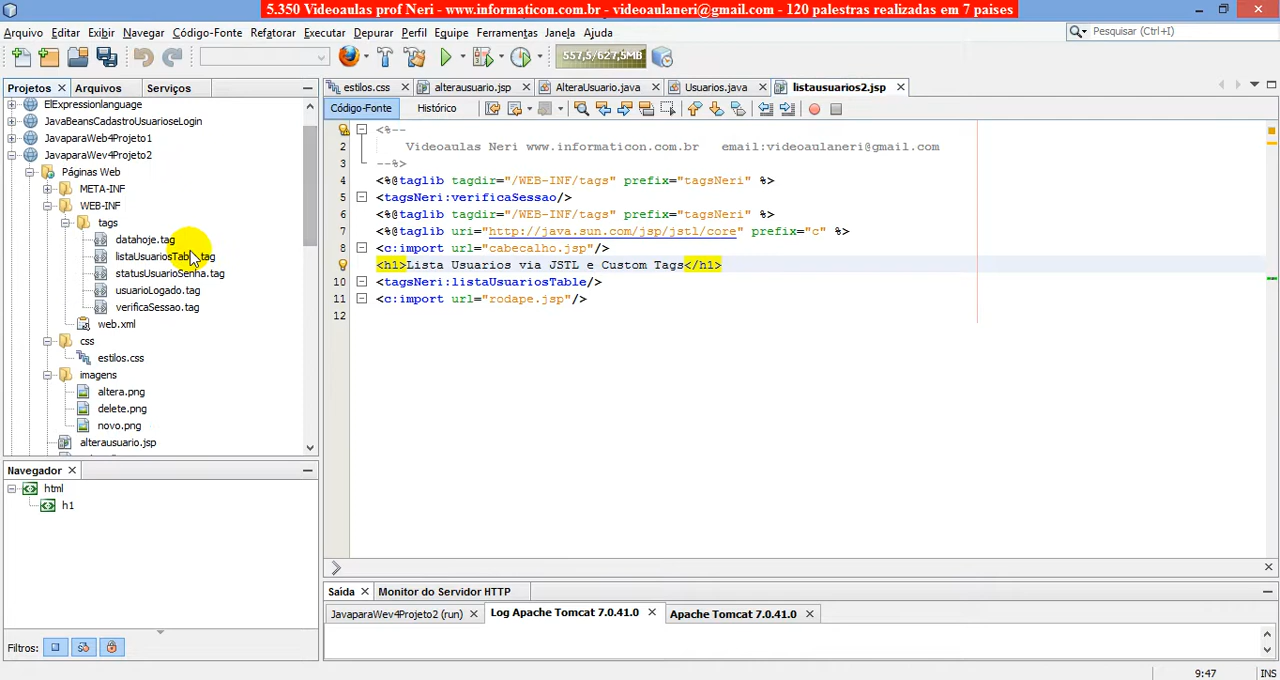 5.350 Videoaulas prof Neri - www.informaticon.com.br - videoaulaneri@gmail.com - 120 palestras realizadas em 7 paises
Arquivo Editar Exibir Navegar Código-Fonte Refatorar Executar Depurar Perfil Equipe Ferramentas Janela Ajuda
Pesquisar (Ctrl+I)
557,5/627,5MB
Projetos Arquivos Serviços
estilos.css alterausuario.jsp AlteraUsuario.java Usuarios.java listausuarios2.jsp
Código-Fonte Histórico
ElExpressionlanguage
JavaBeansCadastroUsuarioseLogin
JavaparaWeb4Projeto1
JavaparaWev4Projeto2
Páginas Web
META-INF
WEB-INF
tags
datahoje.tag
listaUsuariosTable.tag
statusUsuarioSenha.tag
usuarioLogado.tag
verificaSessao.tag
web.xml
css
estilos.css
imagens
altera.png
delete.png
novo.png
alterausuario.jsp
<%--
2 Videoaulas Neri www.informaticon.com.br email:videoaulaneri@gmail.com
3 --%>
4 <%@taglib tagdir="/WEB-INF/tags" prefix="tagsNeri" %>
5 <tagsNeri:verificaSessao/>
6 <%@taglib tagdir="/WEB-INF/tags" prefix="tagsNeri" %>
7 <%@taglib uri="http://java.sun.com/jsp/jstl/core" prefix="c" %>
8 <c:import url="cabecalho.jsp"/>
<h1>Lista Usuarios via JSTL e Custom Tags</h1>
10 <tagsNeri:listaUsuariosTable/>
11 <c:import url="rodape.jsp"/>
12
Navegador
html
h1
Filtros:
Saída Monitor do Servidor HTTP
JavaparaWev4Projeto2 (run) Log Apache Tomcat 7.0.41.0 Apache Tomcat 7.0.41.0
9:47 INS